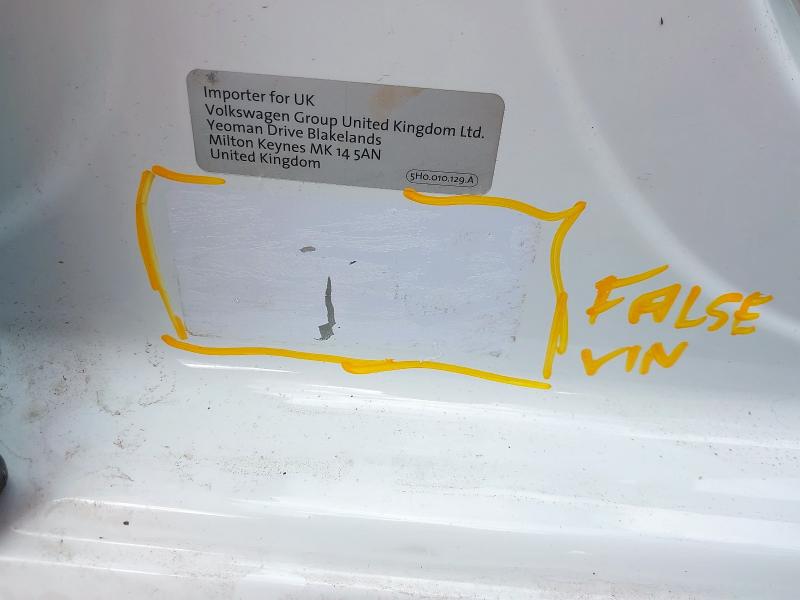 Importer for UK
Volkswagen Group United Kingdom Ltd.
Yeoman Drive Blakelands
Milton Keynes MK 14 5AN
United Kingdom
5H0.010.129.A
FALSE
VIN